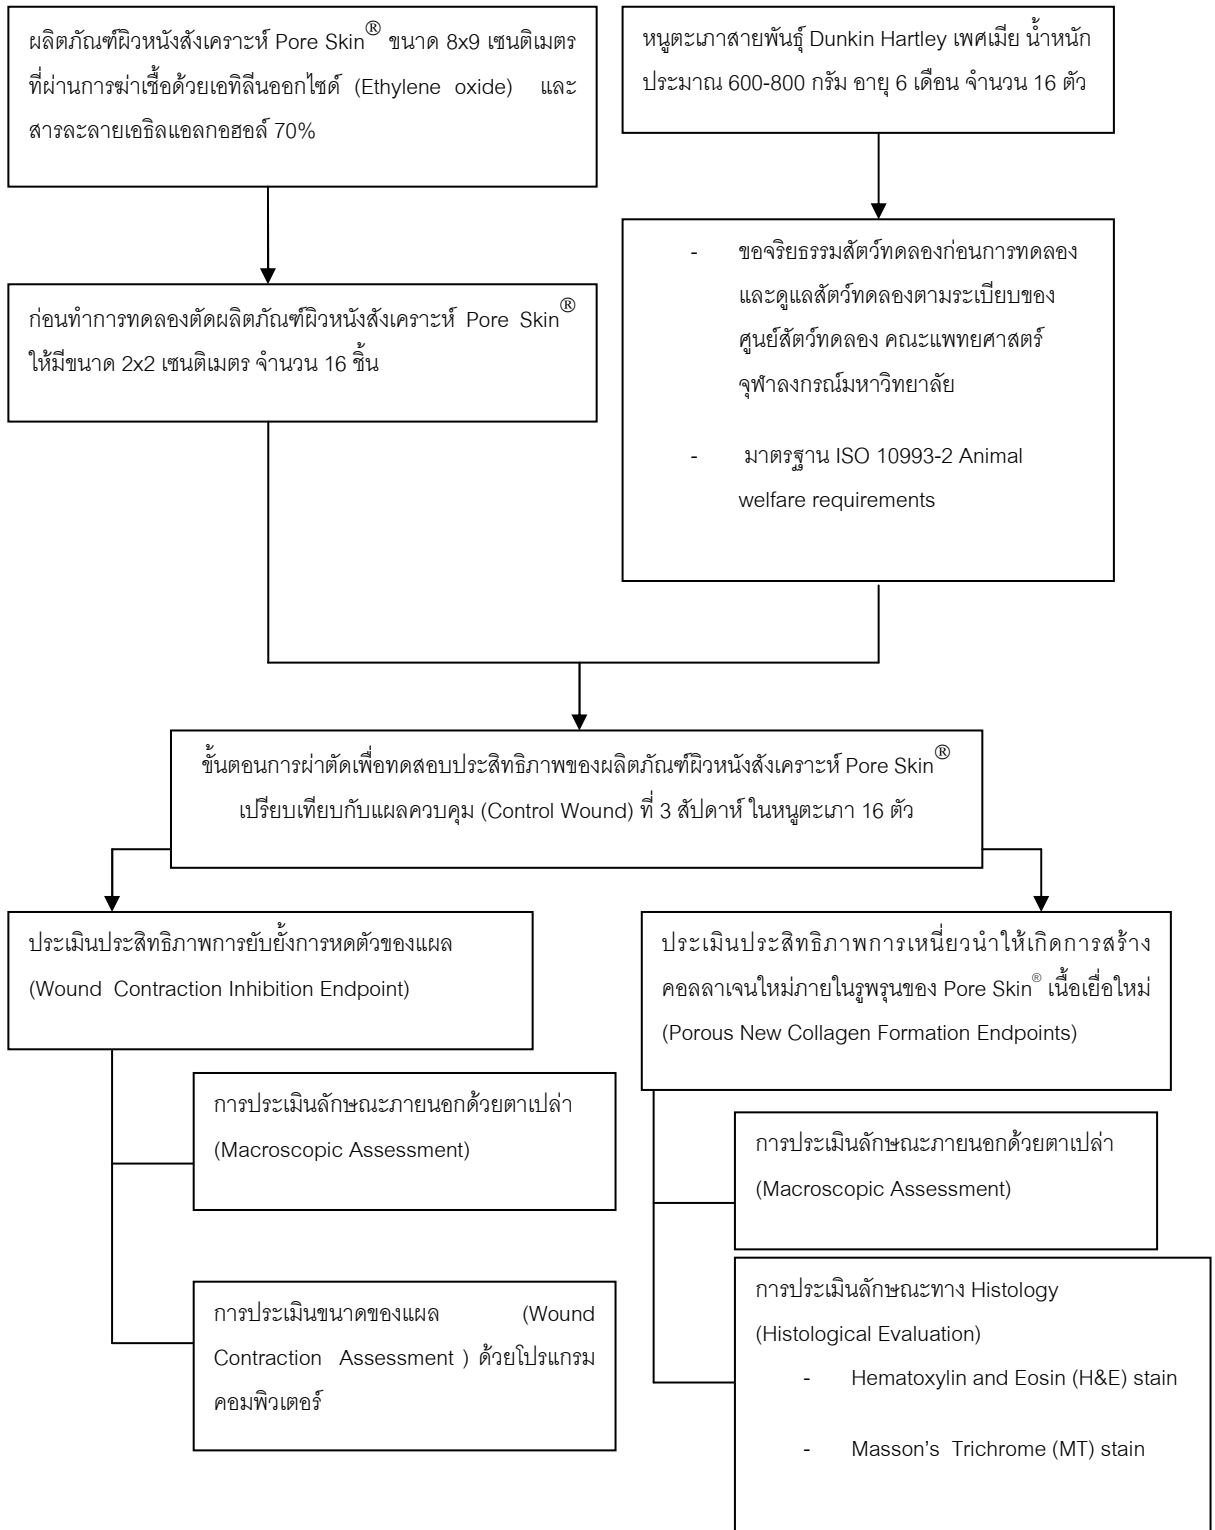 ผลิตภัณฑ์ผิวหนังสังเคราะห์ Pore Skin® ขนาด 8x9 เซนติเมตร
ที่ผ่านการฆ่าเชื้อด้วยเอทิลีนออกไซด์ (Ethylene oxide) และ
สารละลายเอธิลแอลกอฮอล์ 70%
หนูตะเภาสายพันธุ์ Dunkin Hartley เพศเมีย น้ำหนัก
ประมาณ 600-800 กรัม อายุ 6 เดือน จำนวน 16 ตัว
ก่อนทำการทดลองตัดผลิตภัณฑ์ผิวหนังสังเคราะห์ Pore Skin®
ให้มีขนาด 2x2 เซนติเมตร จำนวน 16 ชิ้น
- ขอจริยธรรมสัตว์ทดลองก่อนการทดลอง
และดูแลสัตว์ทดลองตามระเบียบของ
ศูนย์สัตว์ทดลอง คณะแพทยศาสตร์
จุฬาลงกรณ์มหาวิทยาลัย
- มาตรฐาน ISO 10993-2 Animal
welfare requirements
ขั้นตอนการผ่าตัดเพื่อทดสอบประสิทธิภาพของผลิตภัณฑ์ผิวหนังสังเคราะห์ Pore Skin®
เปรียบเทียบกับแผลควบคุม (Control Wound) ที่ 3 สัปดาห์ ในหนูตะเภา 16 ตัว
ประเมินประสิทธิภาพการยับยั้งการหดตัวของแผล
(Wound Contraction Inhibition Endpoint)
การประเมินลักษณะภายนอกด้วยตาเปล่า
(Macroscopic Assessment)
การประเมินขนาดของแผล (Wound
Contraction Assessment ) ด้วยโปรแกรม
คอมพิวเตอร์
ประเมินประสิทธิภาพการเหนี่ยวนำให้เกิดการสร้าง
คอลลาเจนใหม่ภายในรูพรุนของ Pore Skin® เนื้อเยื่อใหม่
(Porous New Collagen Formation Endpoints)
การประเมินลักษณะภายนอกด้วยตาเปล่า
(Macroscopic Assessment)
การประเมินลักษณะทาง Histology
(Histological Evaluation)
- Hematoxylin and Eosin (H&E) stain
- Masson’s Trichrome (MT) stain